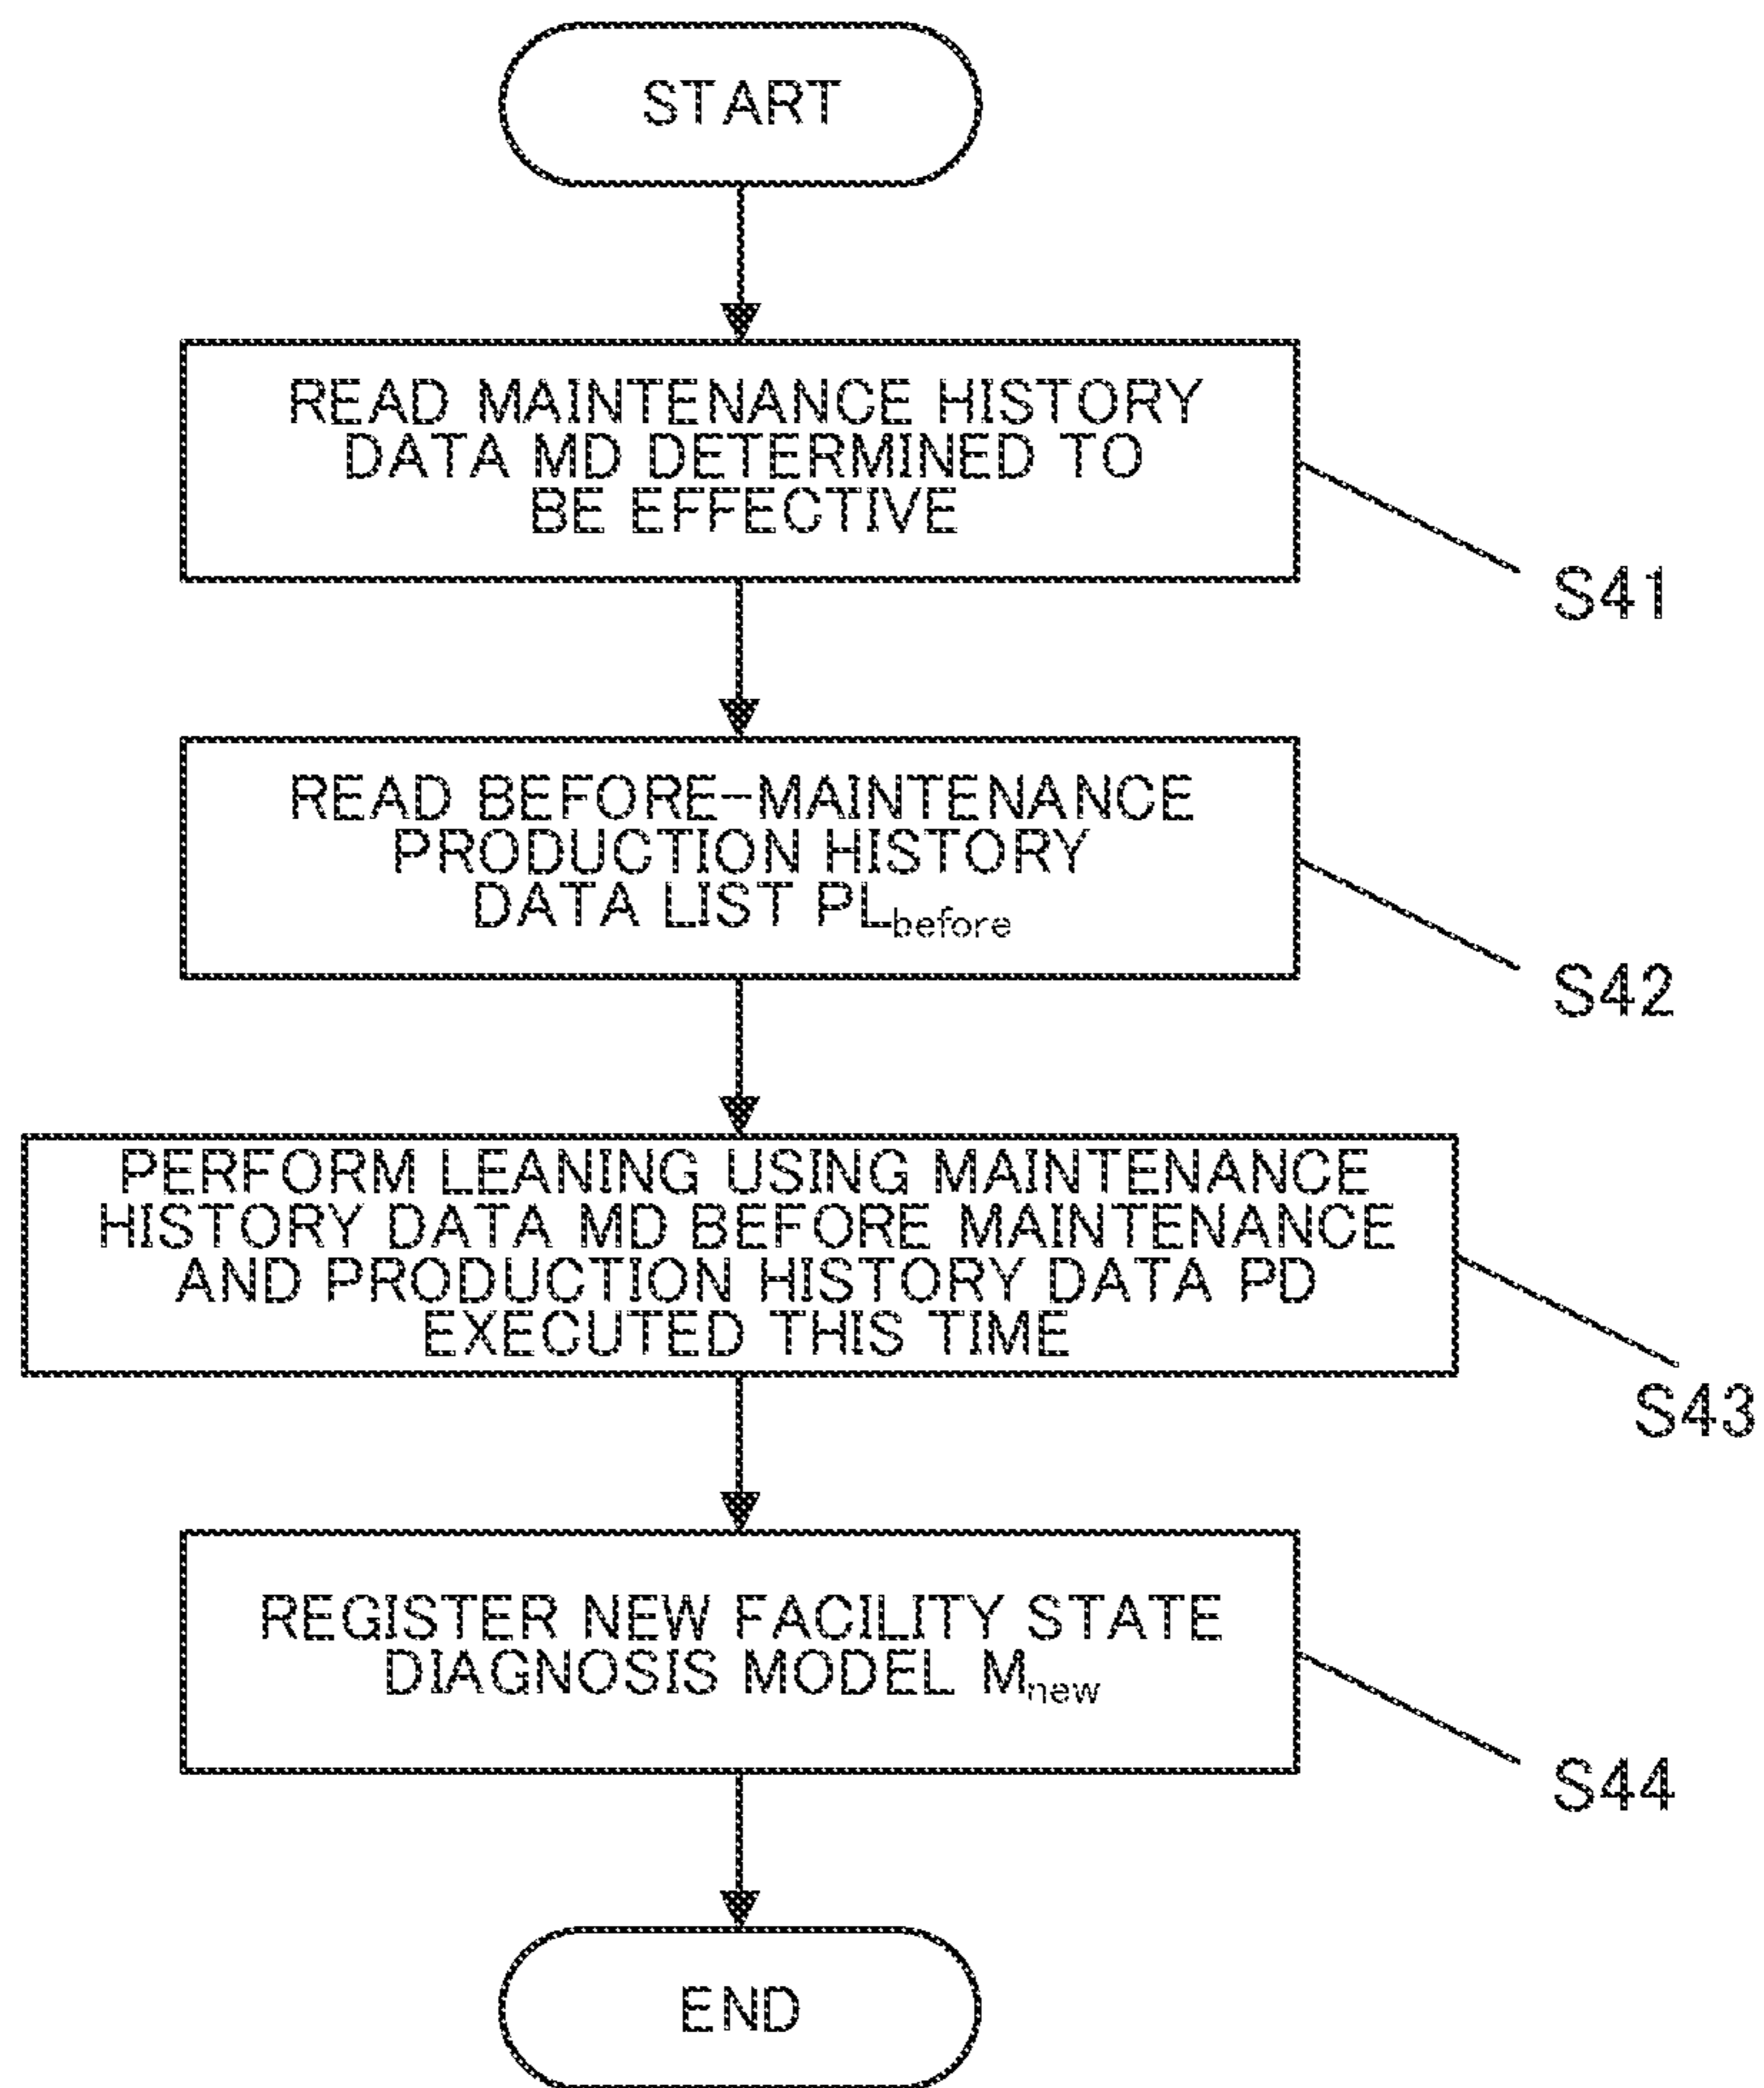 START
READ MAINTENANCE HISTORY
DATA MD DETERMINED TO
BE EFFECTIVE
S41
READ BEFORE-MAINTENANCE
PRODUCTION HISTORY
DATA LIST PLbefore
S42
PERFORM LEANING USING MAINTENANCE
HISTORY DATA MD BEFORE MAINTENANCE
AND PRODUCTION HISTORY DATA PD
EXECUTED THIS TIME
S43
REGISTER NEW FACILITY STATE
DIAGNOSIS MODEL Mnew
S44
END